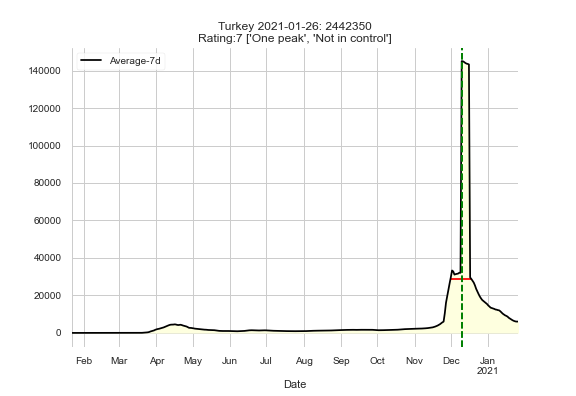 Turkey 2021-01-26: 2442350
Rating:7 ['One peak', 'Not in control']
Average-7d
140000
120000
100000
80000
60000
40000
20000
0
Feb Mar Apr May Jun Jul Aug Sep Oct Nov Dec Jan
2021
Date